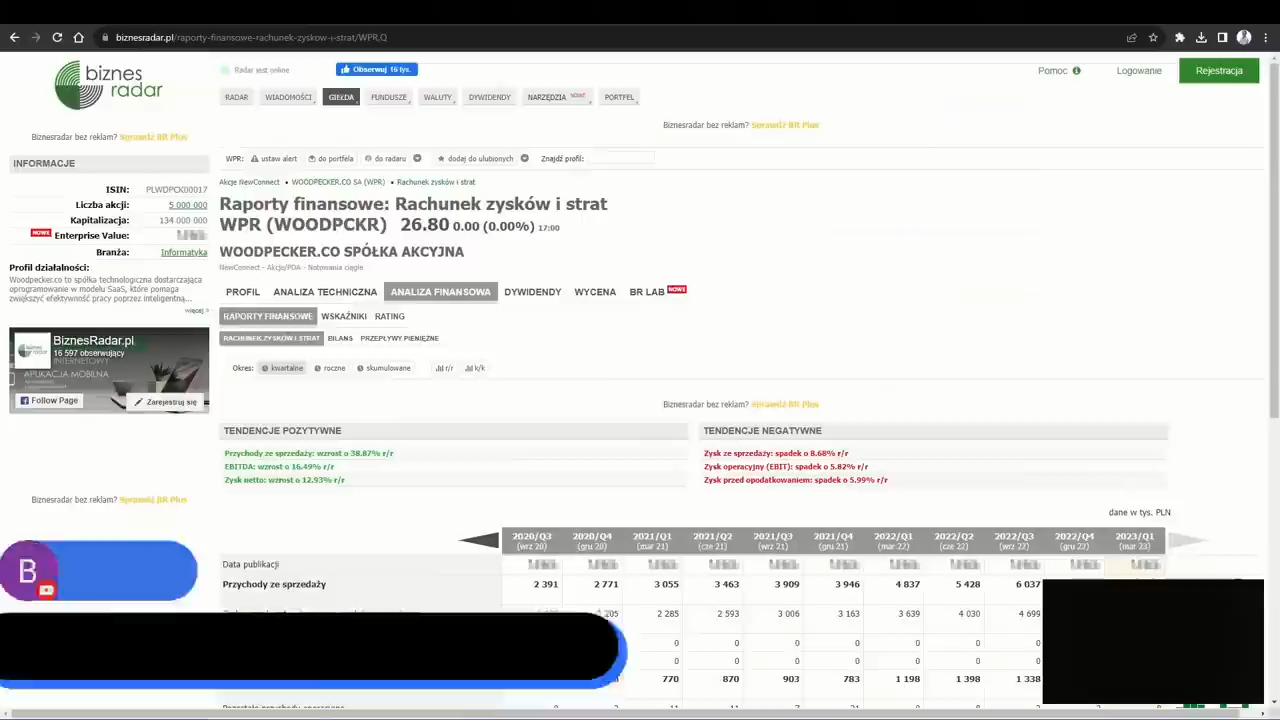 biznesradar.pl/raporty-finansowe-rachunek-zyskow-i-strat/WPR,Q
biznes
radar
Radar jest online
Obserwuj 16 tys.
Pomoc
Logowanie
Rejestracja
RADAR
WIADOMOŚCI
GIEŁDA
FUNDUSZE
WALUTY
DYWIDENDY
NARZĘDZIA NOWE
PORTFEL
Biznesradar bez reklam? Sprawdź BR Plus
Biznesradar bez reklam? Sprawdź BR Plus
INFORMACJE
ISIN: PLWDPCK00017
Liczba akcji: 5 000 000
Kapitalizacja: 134 000 000
NOWE Enterprise Value:
Branża: Informatyka
Profil działalności:
Woodpecker.co to spółka technologiczna dostarczająca
oprogramowanie w modelu SaaS, które pomaga
zwiększyć efektywność pracy poprzez inteligentną...
więcej »
BiznesRadar.pl
16 597 obserwujący
INTERNETOWY
APLIKACJA MOBILNA
Follow Page
Zarejestruj się
Biznesradar bez reklam? Sprawdź BR Plus
B
WPR: ustaw alert do portfela do radaru dodaj do ulubionych Znajdź profil:
Akcje NewConnect • WOODPECKER.CO SA (WPR) • Rachunek zysków i strat
Raporty finansowe: Rachunek zysków i strat
WPR (WOODPCKR) 26.80 0.00 (0.00%) 17:00
WOODPECKER.CO SPÓŁKA AKCYJNA
NewConnect - Akcje/PDA - Notowania ciągłe
PROFIL ANALIZA TECHNICZNA ANALIZA FINANSOWA DYWIDENDY WYCENA BR LAB NOWE
RAPORTY FINANSOWE WSKAŹNIKI RATING
RACHUNEK ZYSKÓW I STRAT BILANS PRZEPŁYWY PIENIĘŻNE
Okres: kwartalne roczne skumulowane r/r k/k
Biznesradar bez reklam? Sprawdź BR Plus
TENDENCJE POZYTYWNE
Przychody ze sprzedaży: wzrost o 38.87% r/r
EBITDA: wzrost o 16.49% r/r
Zysk netto: wzrost o 12.93% r/r
TENDENCJE NEGATYWNE
Zysk ze sprzedaży: spadek o 8.68% r/r
Zysk operacyjny (EBIT): spadek o 5.82% r/r
Zysk przed opodatkowaniem: spadek o 5.99% r/r
dane w tys. PLN
2020/Q3 2020/Q4 2021/Q1 2021/Q2 2021/Q3 2021/Q4 2022/Q1 2022/Q2 2022/Q3 2022/Q4 2023/Q1
(wrz 20) (gru 20) (mar 21) (cze 21) (wrz 21) (gru 21) (mar 22) (cze 22) (wrz 22) (gru 22) (mar 23)
Data publikacji
Przychody ze sprzedaży 2 391 2 771 3 055 3 463 3 909 3 946 4 837 5 428 6 037
2 285 2 593 3 006 3 163 3 639 4 030 4 699
0 0 0 0 0 0 0
0 0 0 0 0 0 0
770 870 903 783 1 198 1 398 1 338